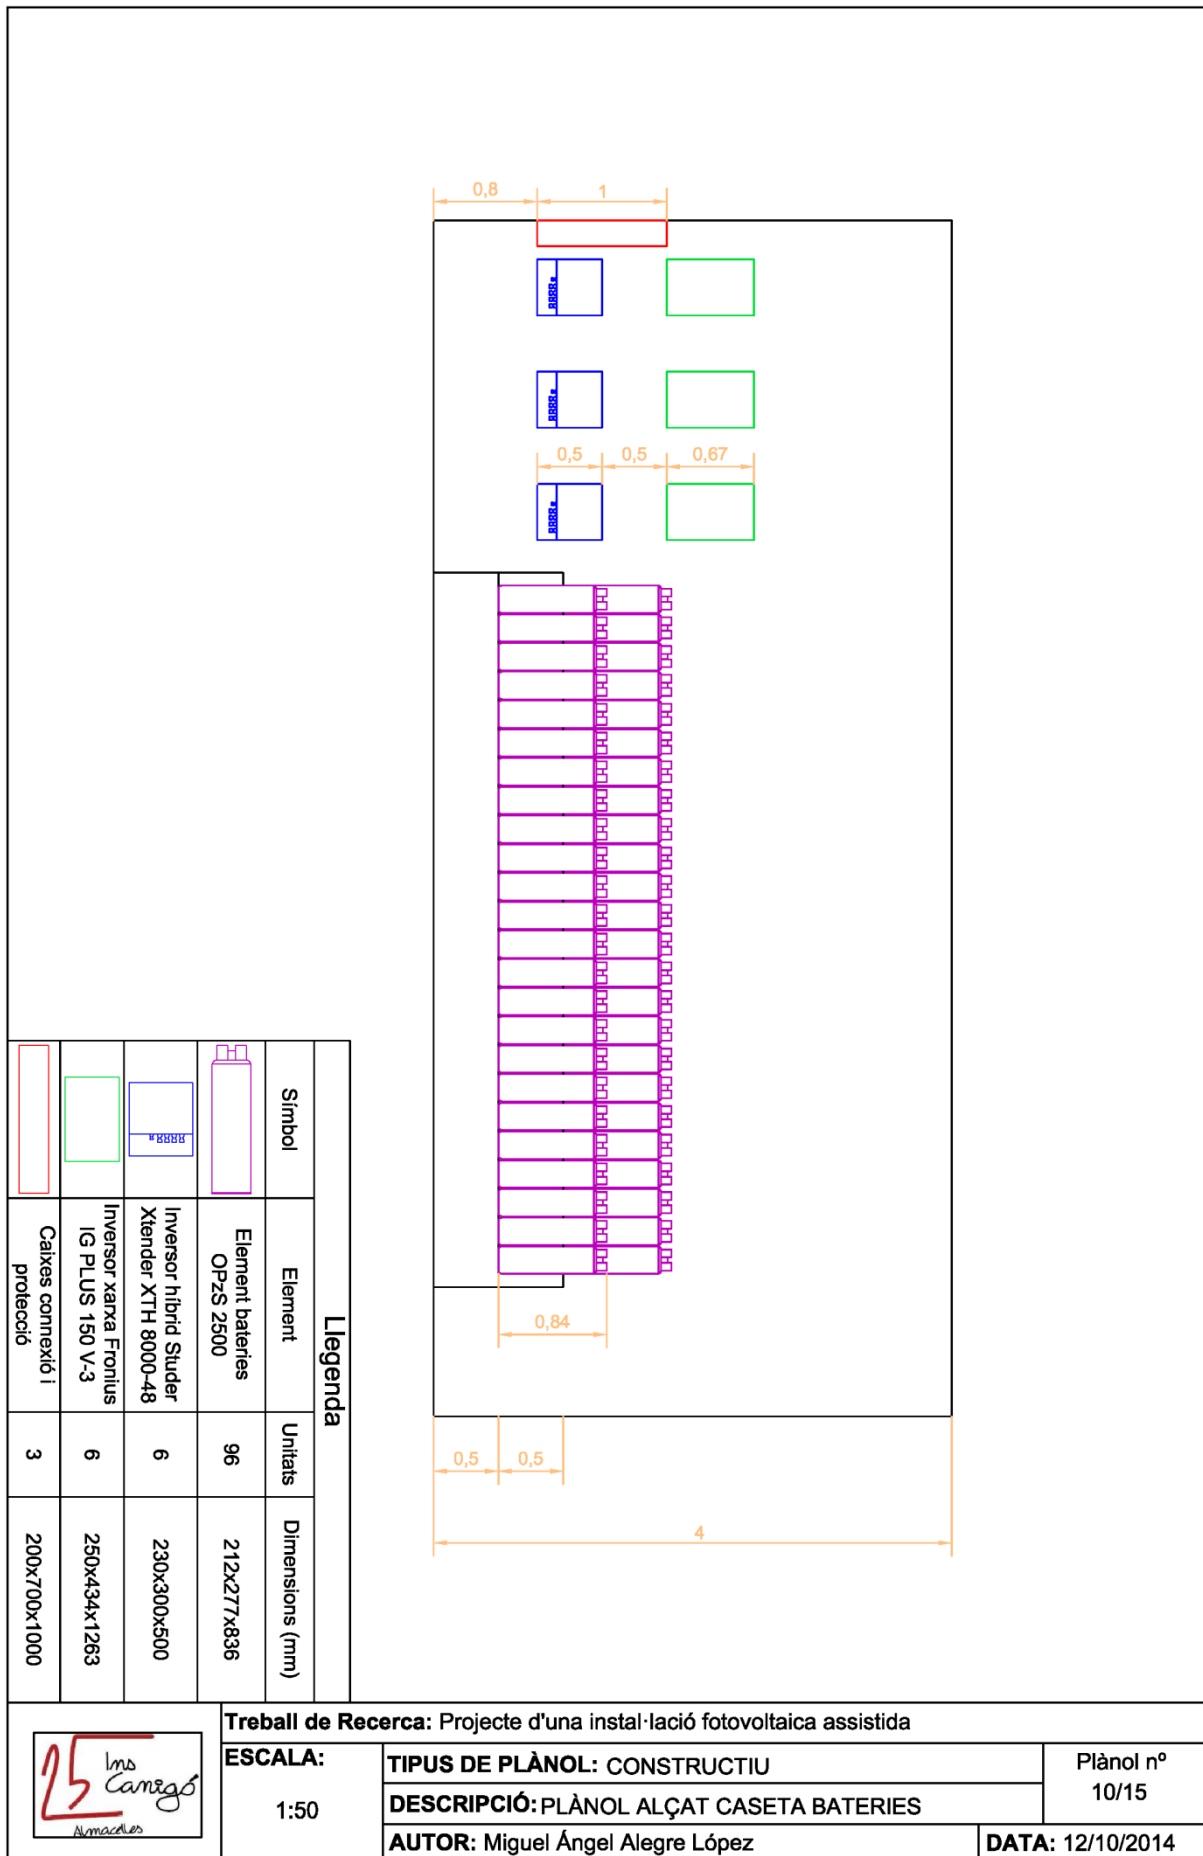 0,8
1
0,5
0,5
0,67
0,84
0,5
0,5
4
Llegenda
Símbol
Element
Unitats
Dimensions (mm)
Element bateries
OPzS 2500
96
212x277x836
Inversor híbrid Studer
Xtender XTH 8000-48
6
230x300x500
Inversor xarxa Fronius
IG PLUS 150 V-3
6
250x434x1263
Caixes connexió i
protecció
3
200x700x1000
25 Ins
Canigó
Almacelles
Treball de Recerca: Projecte d'una instal·lació fotovoltaica assistida
ESCALA:
1:50
TIPUS DE PLÀNOL: CONSTRUCTIU
DESCRIPCIÓ: PLÀNOL ALÇAT CASETA BATERIES
AUTOR: Miguel Ángel Alegre López
Plànol nº
10/15
DATA: 12/10/2014